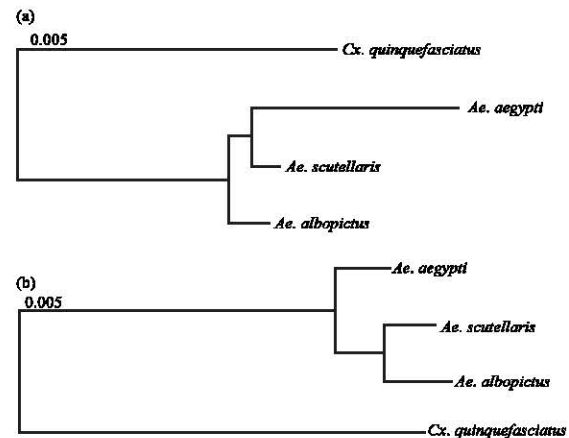 (a)
0.005
Cx. quinquefasciatus
Ae. aegypti
Ae. scutellaris
Ae. albopictus
(b)
Ae. aegypti
0.005
Ae. scutellaris
Ae. albopictus
Cx. quinquefasciatus